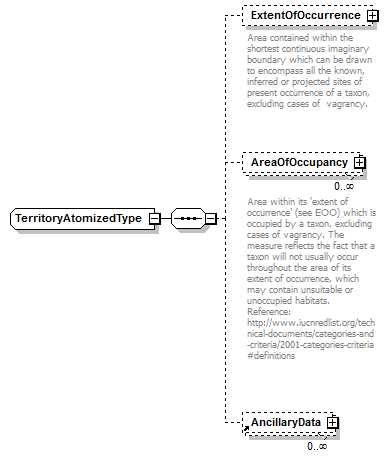 ExtentOfOccurrence
Area contained within the
shortest continuous imaginary
boundary which can be drawn
to encompass all the known,
inferred or projected sites of
present occurrence of a taxon,
excluding cases of vagrancy.
AreaOfOccupancy
0..∞
TerritoryAtomizedType
Area within its 'extent of
occurrence' (see EOO) which is
occupied by a taxon, excluding
cases of vagrancy. The
measure reflects the fact that a
taxon will not usually occur
throughout the area of its
extent of occurrence, which
may contain unsuitable or
unoccupied habitats.
Reference:
http://www.iucnredlist.org/tech
nical-documents/categories-and
-criteria/2001-categories-criteria
#definitions
AncillaryData
0..∞